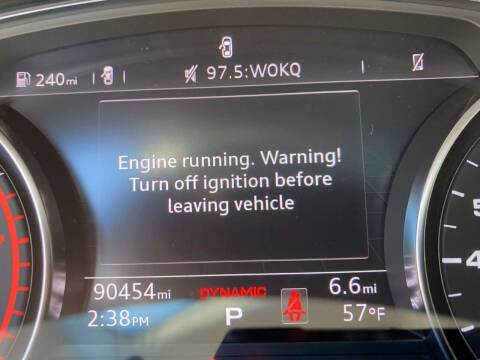 240mi
97.5:WOKQ
Engine running. Warning!
Turn off ignition before
leaving vehicle
90454mi DYNAMIC 6.6mi
2:38PM P 57°F
4